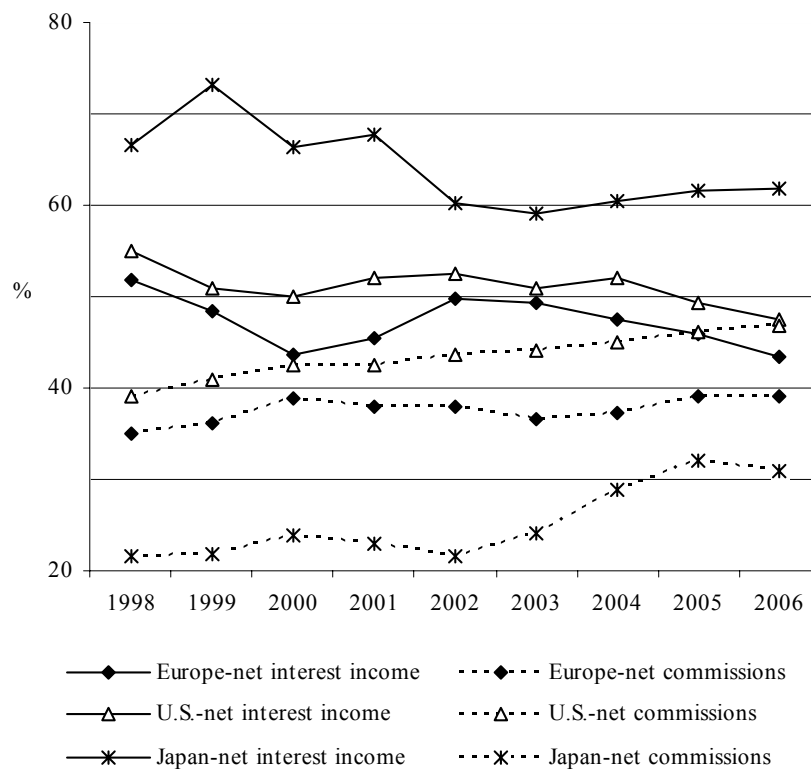 80
60
%
40
20
1998 1999 2000 2001 2002 2003 2004 2005 2006
Europe-net interest income Europe-net commissions
U.S.-net interest income U.S.-net commissions
Japan-net interest income Japan-net commissions